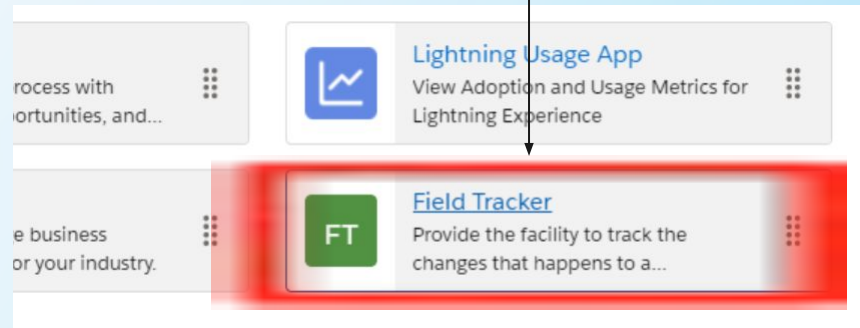 rocess with
ortunities, and...
Lightning Usage App
View Adoption and Usage Metrics for
Lightning Experience
e business
or your industry.
FT
Field Tracker
Provide the facility to track the
changes that happens to a...